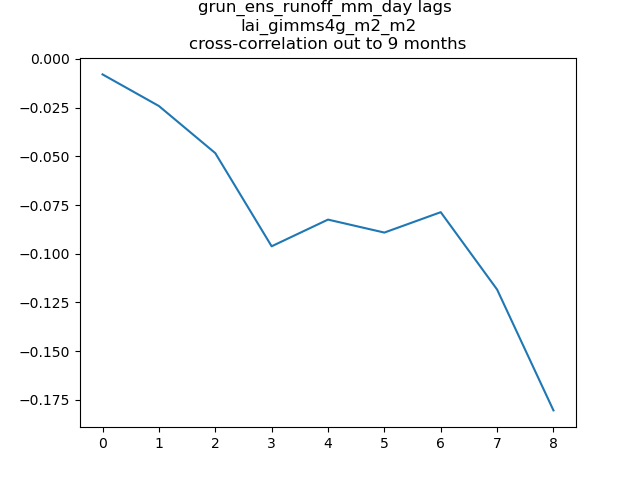 grun_ens_runoff_mm_day lags
lai_gimms4g_m2_m2
cross-correlation out to 9 months
0.000
−0.025
−0.050
−0.075
−0.100
−0.125
−0.150
−0.175
0 1 2 3 4 5 6 7 8